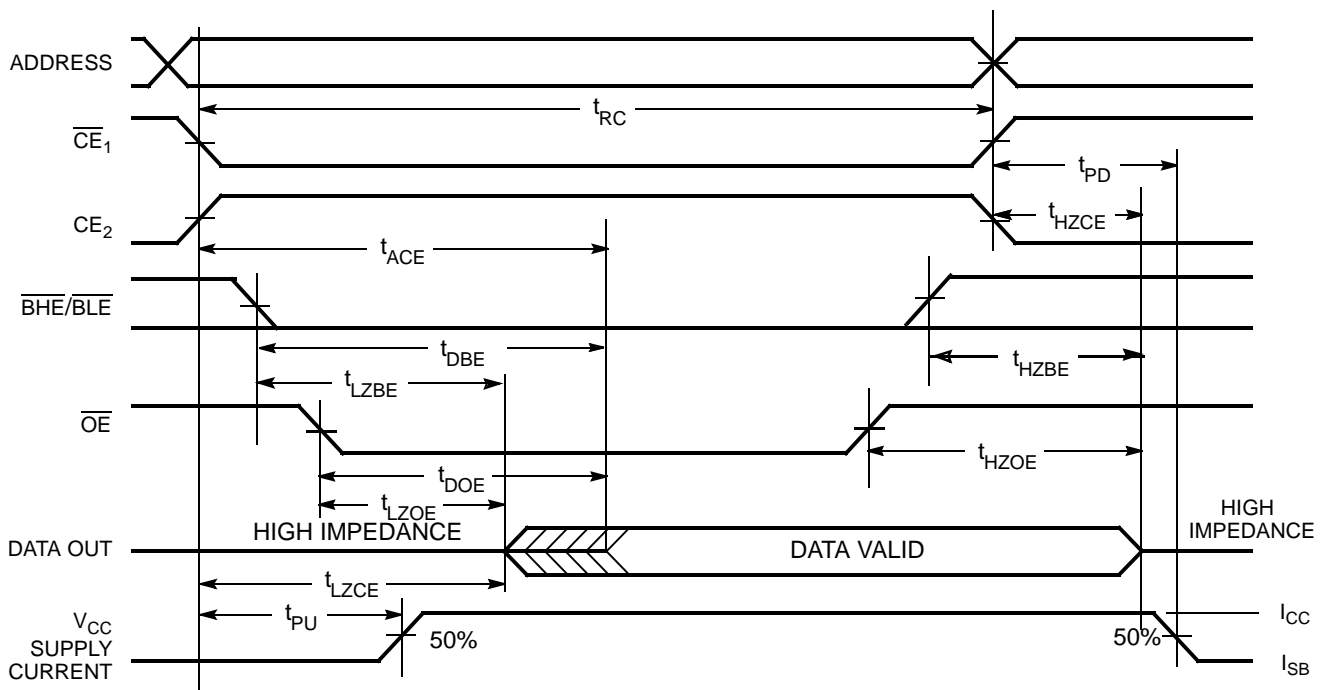 ADDRESS
tRC
CE1
tPD
tHZCE
CE2
tACE
BHE/BLE
tDBE
tHZBE
tLZBE
OE
tHZOE
tDOE
tLZOE
HIGH IMPEDANCE
HIGH
IMPEDANCE
DATA OUT
DATA VALID
tLZCE
tPU
VCC
SUPPLY
CURRENT
50%
50%
ICC
ISB